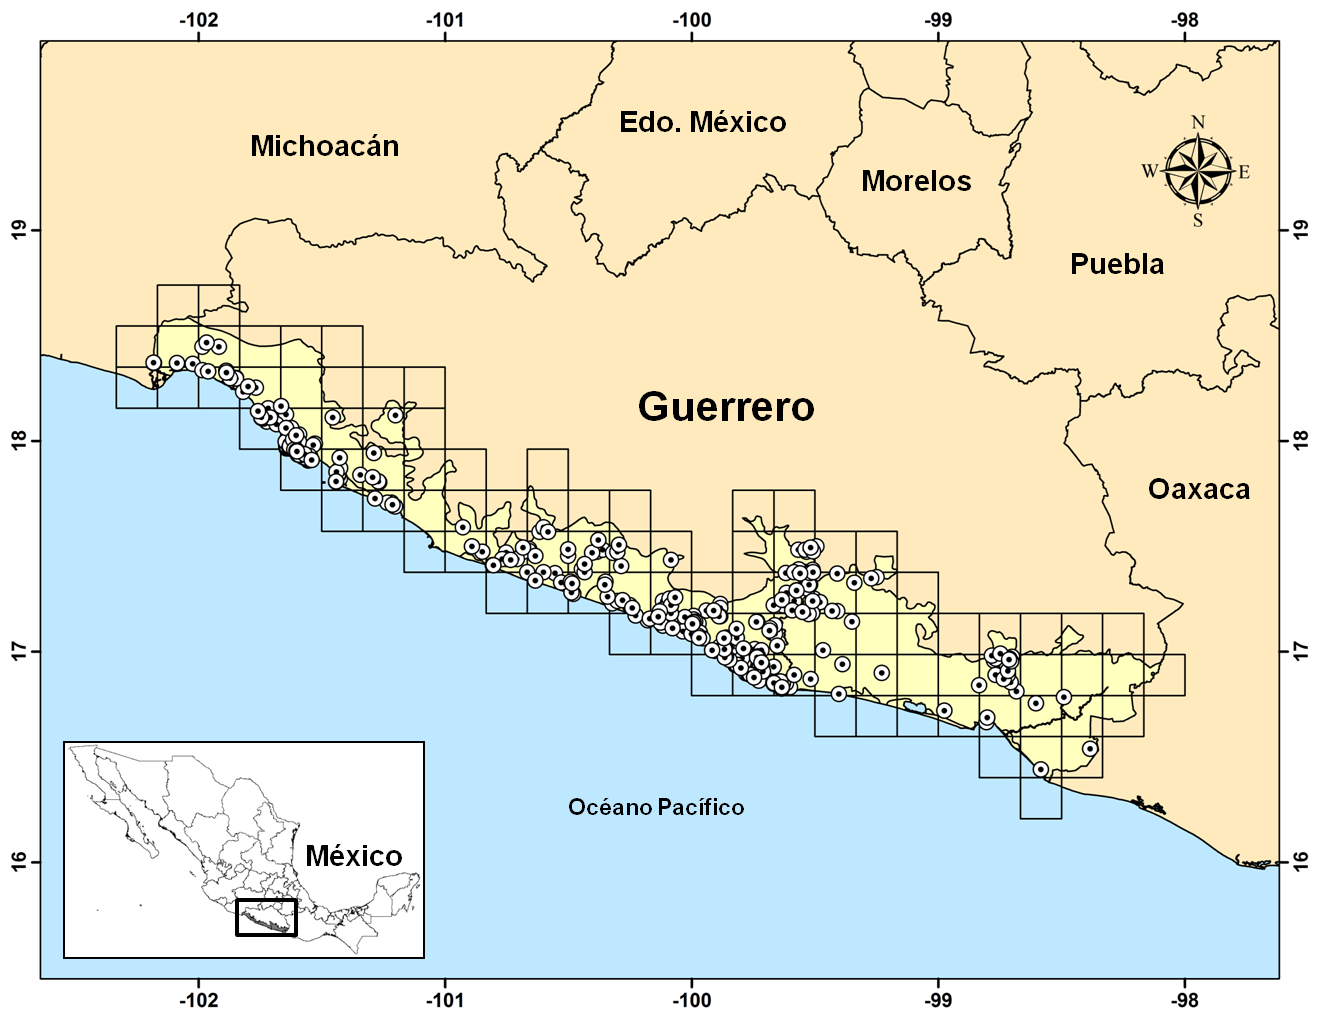 -102 -101 -100 -99 -98
Edo. México
N
Michoacán
W E
Morelos
S
19 19
Puebla
Guerrero
18 18
Oaxaca
17 17
Océano Pacífico
México
16 16
-102 -101 -100 -99 -98